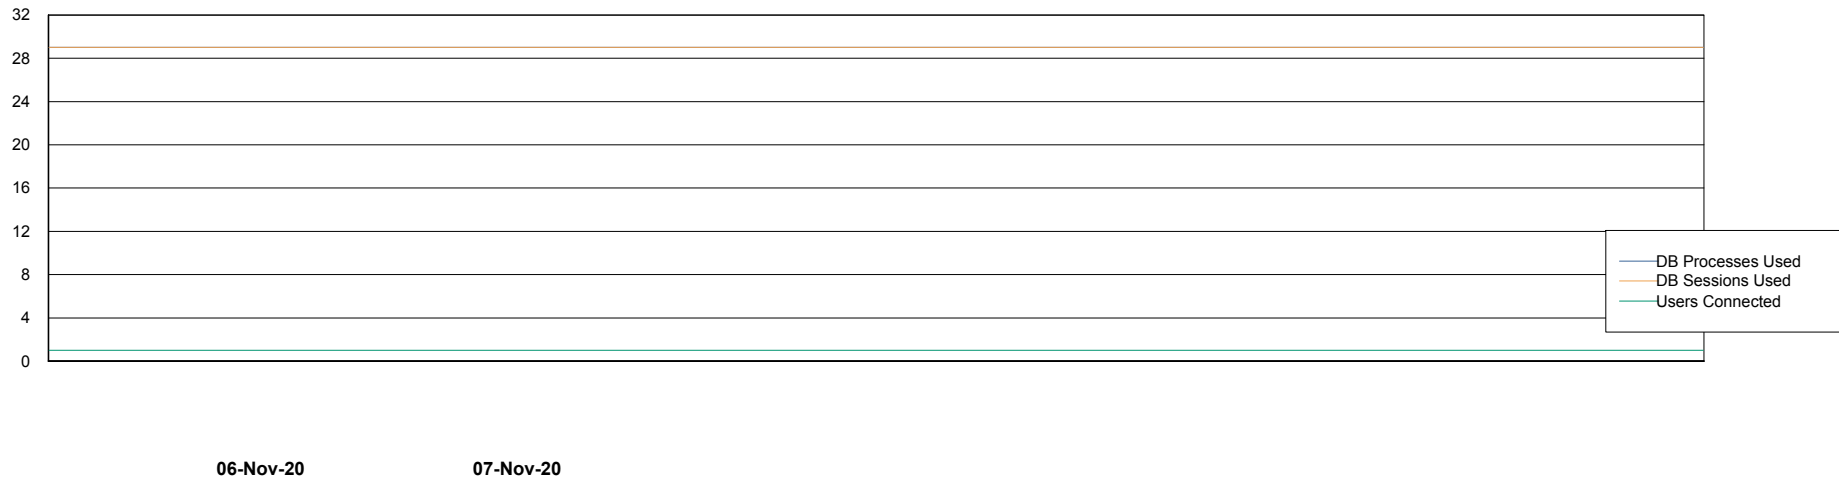 32
28
24
20
16
12
8
4
0
DB Processes Used
DB Sessions Used
Users Connected
06-Nov-20 07-Nov-20